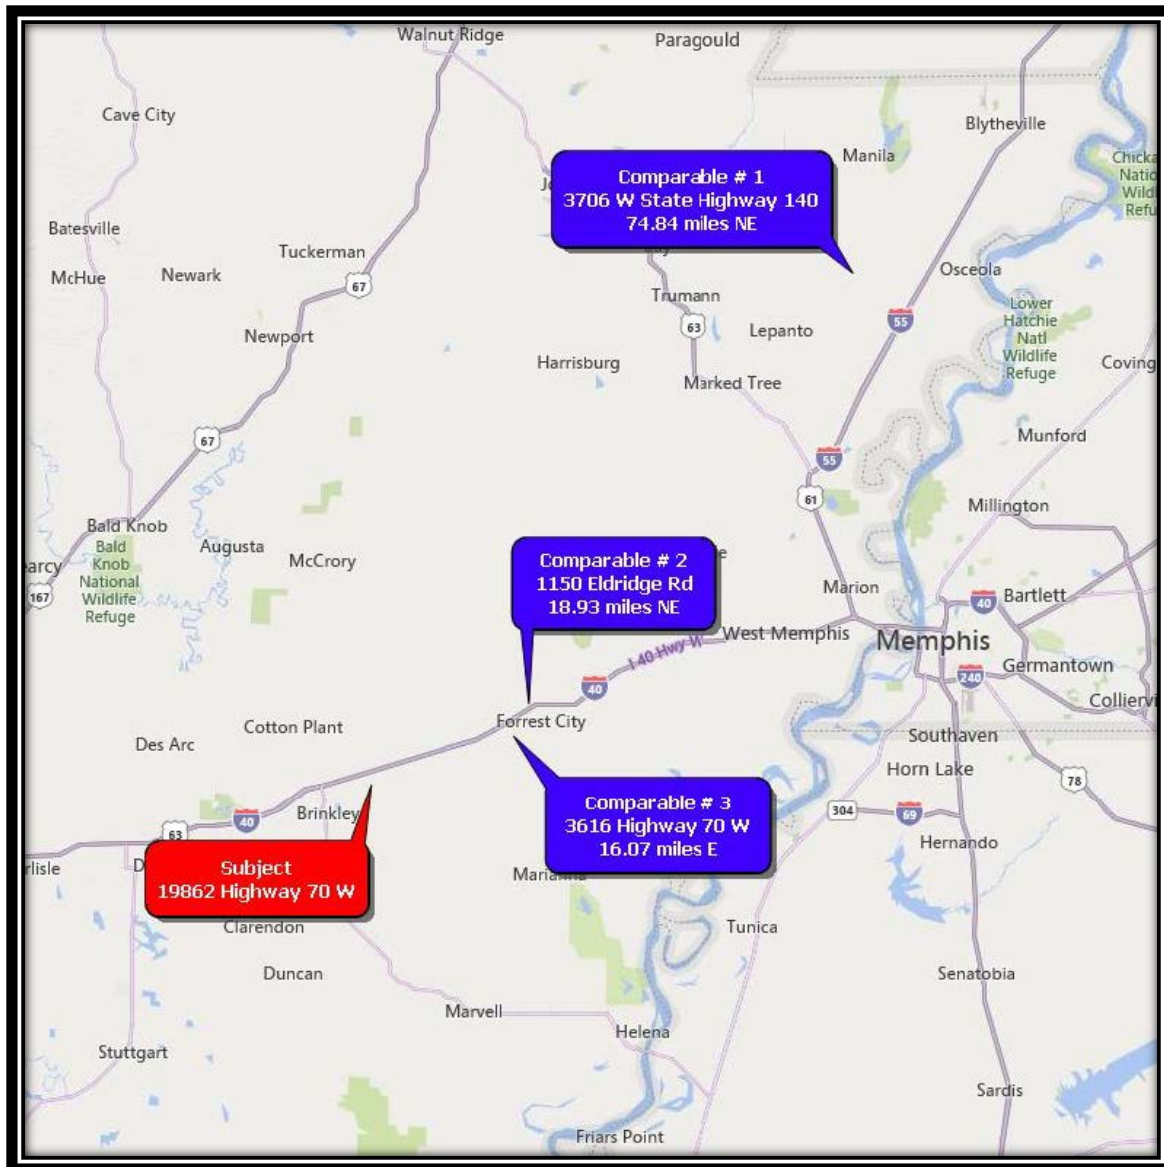 Walnut Ridge
Paragould
Cave City
Blytheville
Manila
Comparable # 1
3706 W State Highway 140
74.84 miles NE
Batesville
Tuckerman
McHue
Newark
67
Osceola
Trumann
Lower
Hatchie
Natl
Wildlife
Refuge
55
63
Lepanto
Newport
Harrisburg
Marked Tree
67
Munford
55
61
Millington
Bald Knob
Bald
Knob
National
Wildlife
Refuge
Augusta
McCrory
167
Comparable # 2
1150 Eldridge Rd
18.93 miles NE
Marion
40
Bartlett
West Memphis
Memphis
I 40 Hwy W
Germantown
240
40
Forrest City
Cotton Plant
Des Arc
Southaven
Horn Lake
78
Brinkley
40
63
Comparable # 3
3616 Highway 70 W
16.07 miles E
304
69
Hernando
Subject
19862 Highway 70 W
Clarendon
Tunica
Duncan
Senatobia
Marvell
Helena
Stuttgart
Sardis
Friars Point